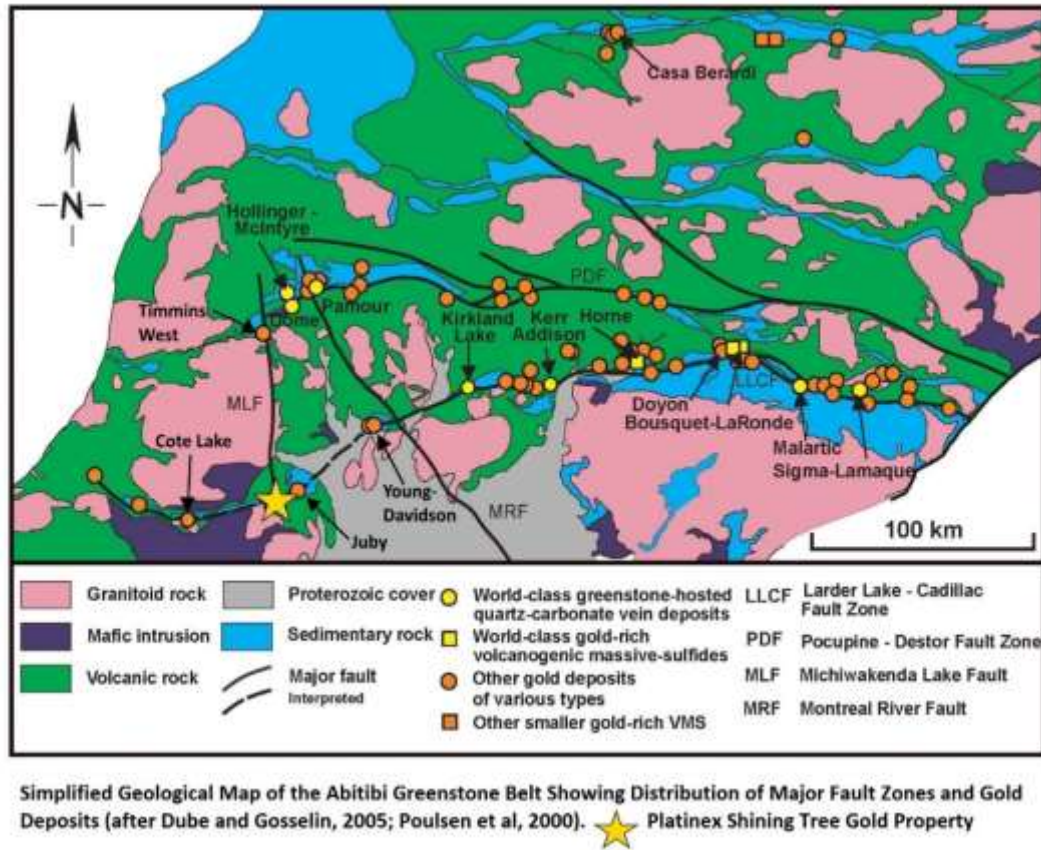 Casa Berardi
N
Hollinger -
McIntyre
PDF
Timmins
West
Dome
Pamour
Kirkland
Lake
Kerr
Addison
Horne
MLF
LLCF
Cote Lake
Doyon
Bousquet-LaRonde
Malartic
Sigma-Lamaque
Young-
Davidson
MRF
Juby
100 km
Granitoid rock
Mafic intrusion
Volcanic rock
Proterozoic cover
Sedimentary rock
Major fault
Interpreted
World-class greenstone-hosted
quartz-carbonate vein deposits
World-class gold-rich
volcanogenic massive-sulfides
Other gold deposits
of various types
Other smaller gold-rich VMS
LLCF Larder Lake - Cadillac
Fault Zone
PDF Pocupine - Destor Fault Zone
MLF Michiwakenda Lake Fault
MRF Montreal River Fault
Simplified Geological Map of the Abitibi Greenstone Belt Showing Distribution of Major Fault Zones and Gold
Deposits (after Dube and Gosselin, 2005; Poulsen et al, 2000). Platinex Shining Tree Gold Property